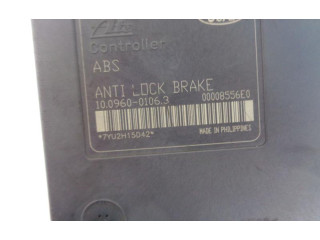 Controller
ABS
ANTI LOCK BRAKE
10.0960-0106.3 00008556E0
*7YU2H15042*
MADE IN PHILIPPINES